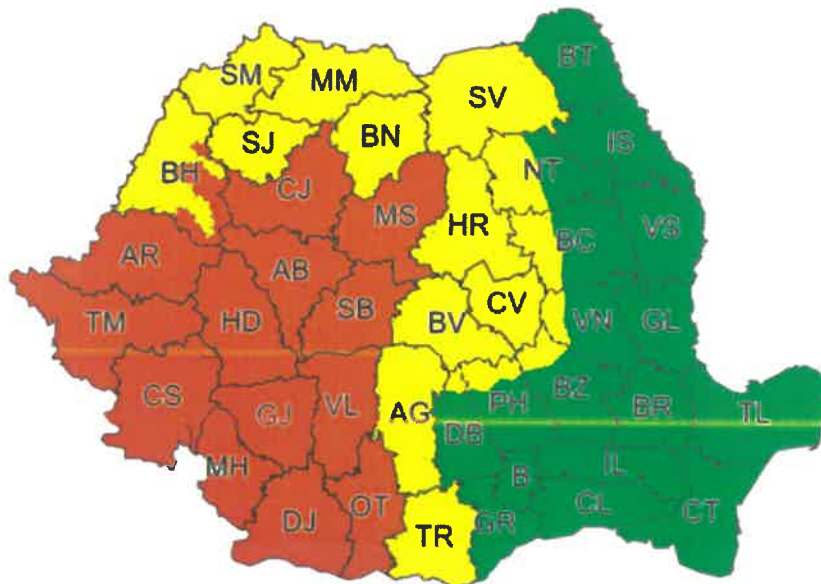 BT
SM
MM
SV
SJ
BN
IS
NT
BH
CJ
MS
HR
BC
VS
AR
AB
CV
TM
HD
SB
BV
VN
GL
CS
GJ
VL
AG
PH
BZ
BR
TL
DB
MH
B
IL
OT
DJ
TR
GR
CL
CT